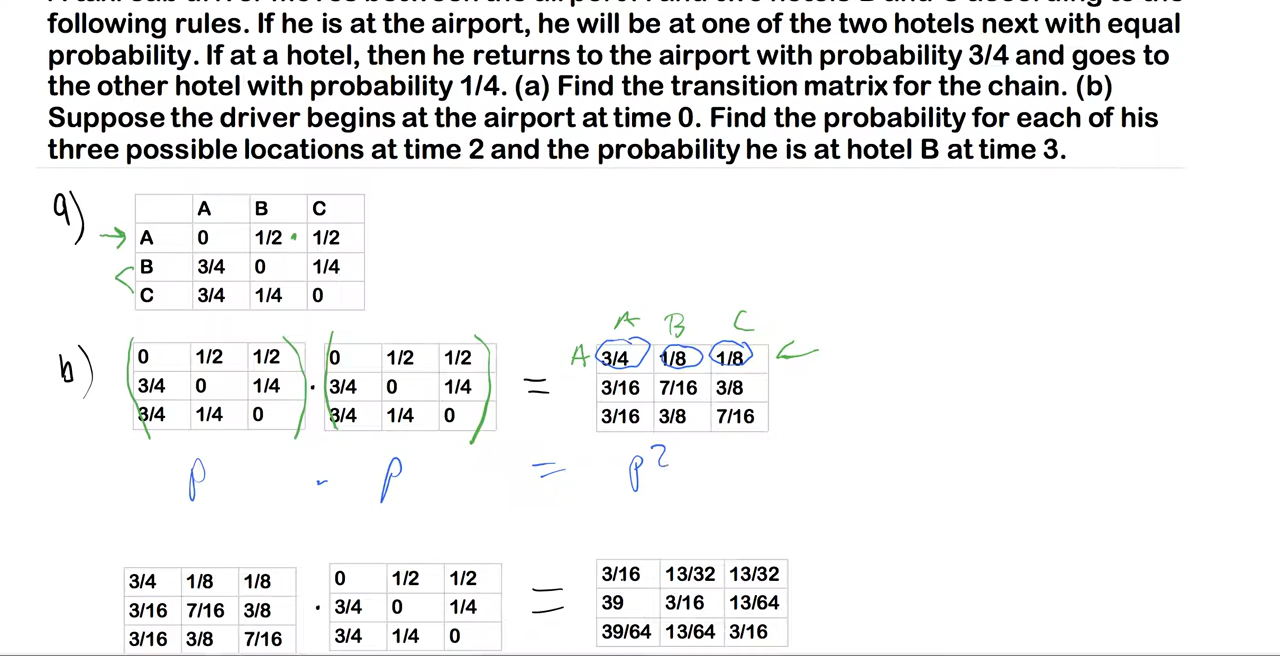 following rules. If he is at the airport, he will be at one of the two hotels next with equal
probability. If at a hotel, then he returns to the airport with probability 3/4 and goes to
the other hotel with probability 1/4. (a) Find the transition matrix for the chain. (b)
Suppose the driver begins at the airport at time 0. Find the probability for each of his
three possible locations at time 2 and the probability he is at hotel B at time 3.
a)
A B C
A 0 1/2 1/2
B 3/4 0 1/4
C 3/4 1/4 0
A B C
b) 0 1/2 1/2 · 0 1/2 1/2 = A 3/4 1/8 1/8
3/4 0 1/4 3/4 0 1/4 3/16 7/16 3/8
3/4 1/4 0 3/4 1/4 0 3/16 3/8 7/16
P · P = P²
3/4 1/8 1/8 · 0 1/2 1/2 = 3/16 13/32 13/32
3/16 7/16 3/8 3/4 0 1/4 39 3/16 13/64
3/16 3/8 7/16 3/4 1/4 0 39/64 13/64 3/16